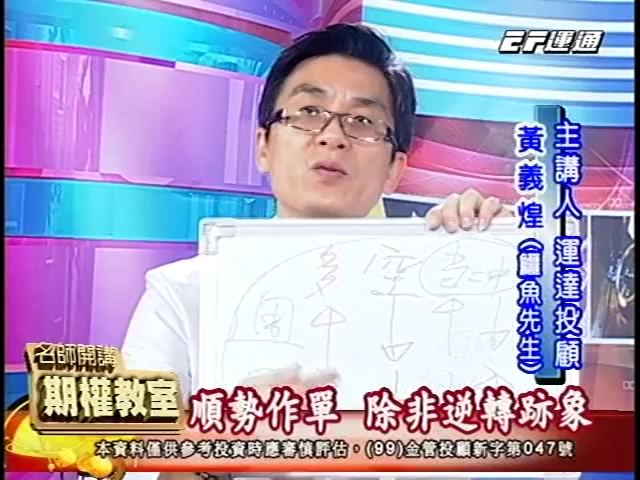 運通
主講人 運達投顧
黃義煌(鱷魚先生)
多 空
名師開講
期權教室
順勢作單 除非逆轉跡象
本資料僅供參考投資時應審慎評估，(99)金管投顧新字第047號